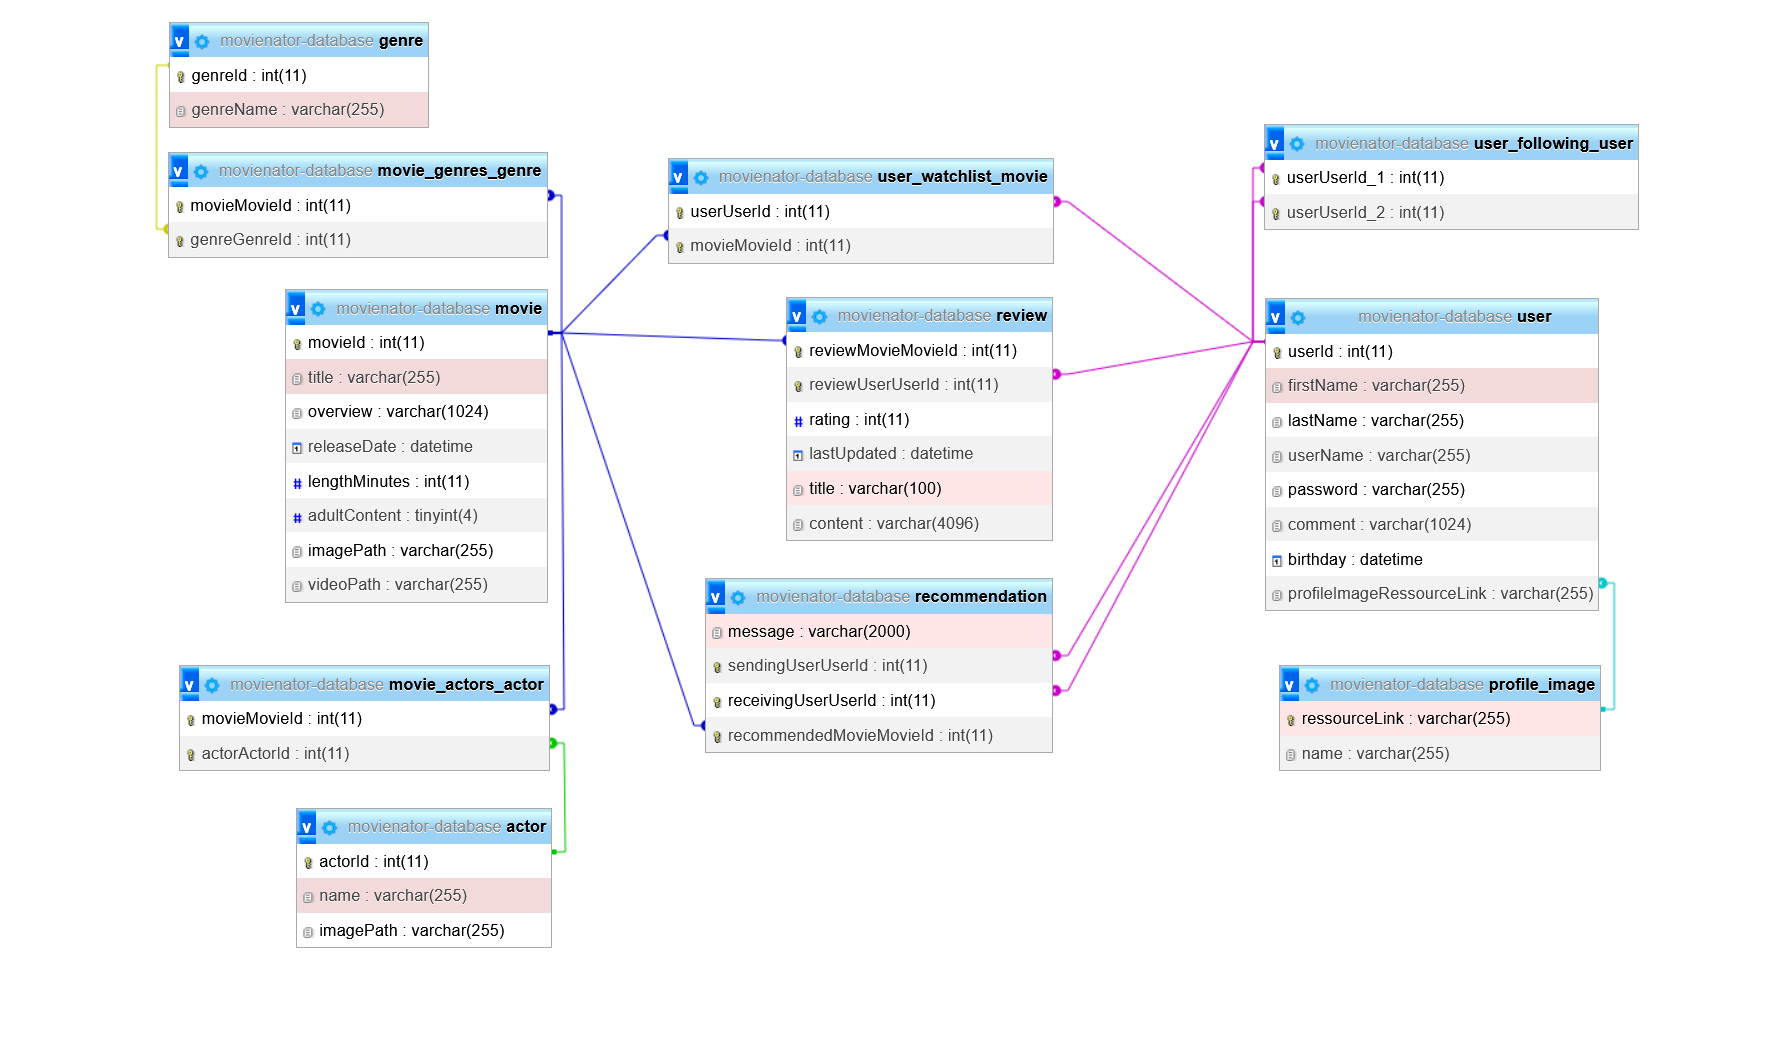 v movienator-database genre
genreId : int(11)
genreName : varchar(255)
v movienator-database movie_genres_genre
movieMovieId : int(11)
genreGenreId : int(11)
v movienator-database movie
movieId : int(11)
title : varchar(255)
overview : varchar(1024)
releaseDate : datetime
# lengthMinutes : int(11)
# adultContent : tinyint(4)
imagePath : varchar(255)
videoPath : varchar(255)
v movienator-database movie_actors_actor
movieMovieId : int(11)
actorActorId : int(11)
v movienator-database actor
actorId : int(11)
name : varchar(255)
imagePath : varchar(255)
v movienator-database user_watchlist_movie
userUserId : int(11)
movieMovieId : int(11)
v movienator-database review
reviewMovieMovieId : int(11)
reviewUserUserId : int(11)
# rating : int(11)
lastUpdated : datetime
title : varchar(100)
content : varchar(4096)
v movienator-database recommendation
message : varchar(2000)
sendingUserUserId : int(11)
receivingUserUserId : int(11)
recommendedMovieMovieId : int(11)
v movienator-database user_following_user
userUserId_1 : int(11)
userUserId_2 : int(11)
v movienator-database user
userId : int(11)
firstName : varchar(255)
lastName : varchar(255)
userName : varchar(255)
password : varchar(255)
comment : varchar(1024)
birthday : datetime
profileImageRessourceLink : varchar(255)
v movienator-database profile_image
ressourceLink : varchar(255)
name : varchar(255)